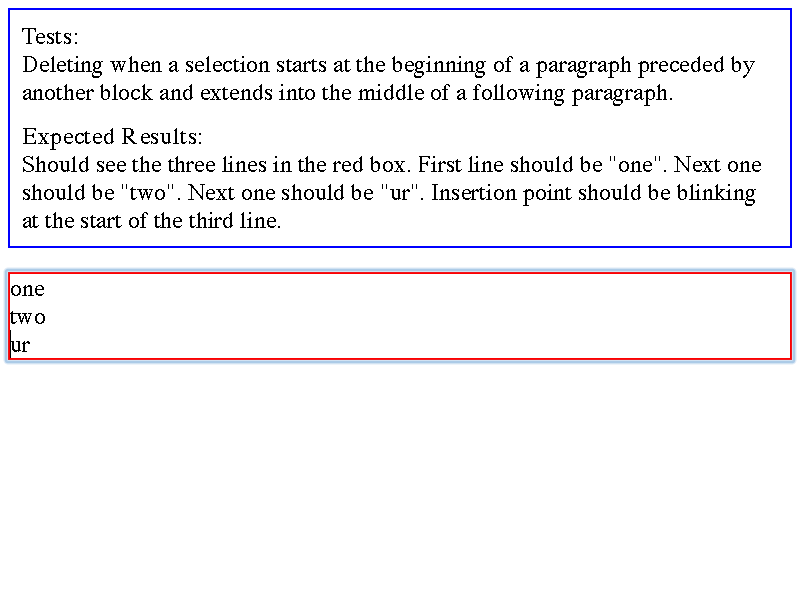 Tests:
Deleting when a selection starts at the beginning of a paragraph preceded by
another block and extends into the middle of a following paragraph.
Expected Results:
Should see the three lines in the red box. First line should be "one". Next one
should be "two". Next one should be "ur". Insertion point should be blinking
at the start of the third line.
one
two
ur